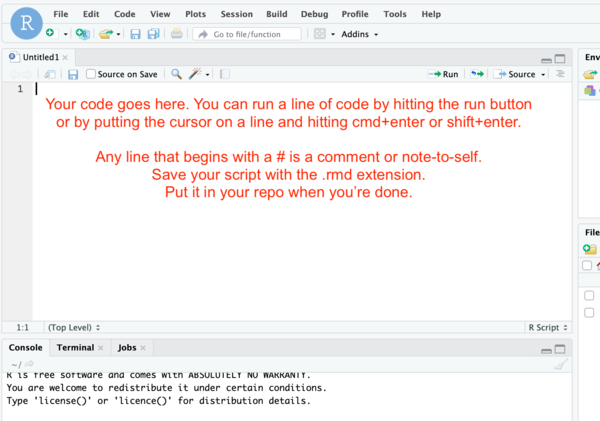 R File Edit Code View Plots Session Build Debug Profile Tools Help
Go to file/function Addins
Untitled1 × Env
Source on Save Run Source
1
Your code goes here. You can run a line of code by hitting the run button
or by putting the cursor on a line and hitting cmd+enter or shift+enter.
Any line that begins with a # is a comment or note-to-self.
Save your script with the .rmd extension.
Put it in your repo when you’re done.
File
1:1 (Top Level) R Script
Console Terminal × Jobs ×
~/
R is free software and comes with ABSOLUTELY NO WARRANTY.
You are welcome to redistribute it under certain conditions.
Type 'license()' or 'licence()' for distribution details.